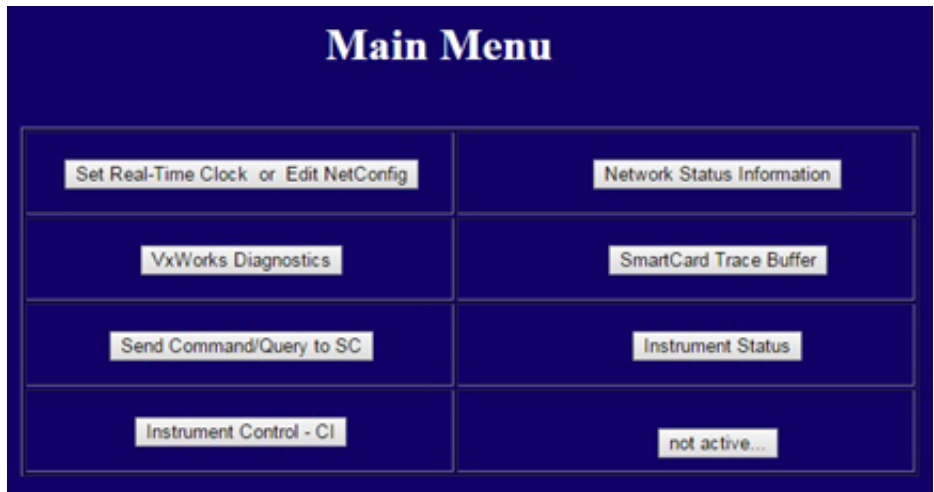 Main Menu
Set Real-Time Clock or Edit NetConfig
Network Status Information
VxWorks Diagnostics
SmartCard Trace Buffer
Send Command/Query to SC
Instrument Status
Instrument Control - CI
not active...